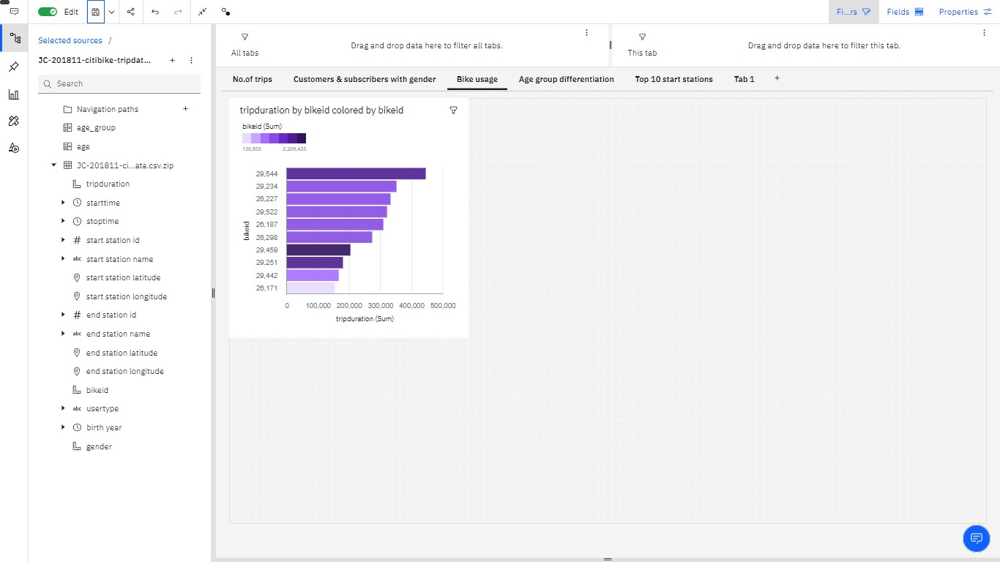 Edit
Fi...rs
Fields
Properties
Selected sources /
JC-201811-citibike-tripdat...
Search
Navigation paths
age_group
age
JC-201811-ci...ata.csv.zip
tripduration
starttime
stoptime
# start station id
abc start station name
start station latitude
start station longitude
# end station id
abc end station name
end station latitude
end station longitude
bikeid
abc usertype
birth year
gender
All tabs
Drag and drop data here to filter all tabs.
This tab
Drag and drop data here to filter this tab.
No.of trips
Customers & subscribers with gender
Bike usage
Age group differentiation
Top 10 start stations
Tab 1
tripduration by bikeid colored by bikeid
bikeid (Sum)
130,855 2,209,425
bikeid
29,544
29,234
26,227
29,522
26,187
26,298
29,459
29,251
29,442
26,171
0 100,000 200,000 300,000 400,000 500,000
tripduration (Sum)